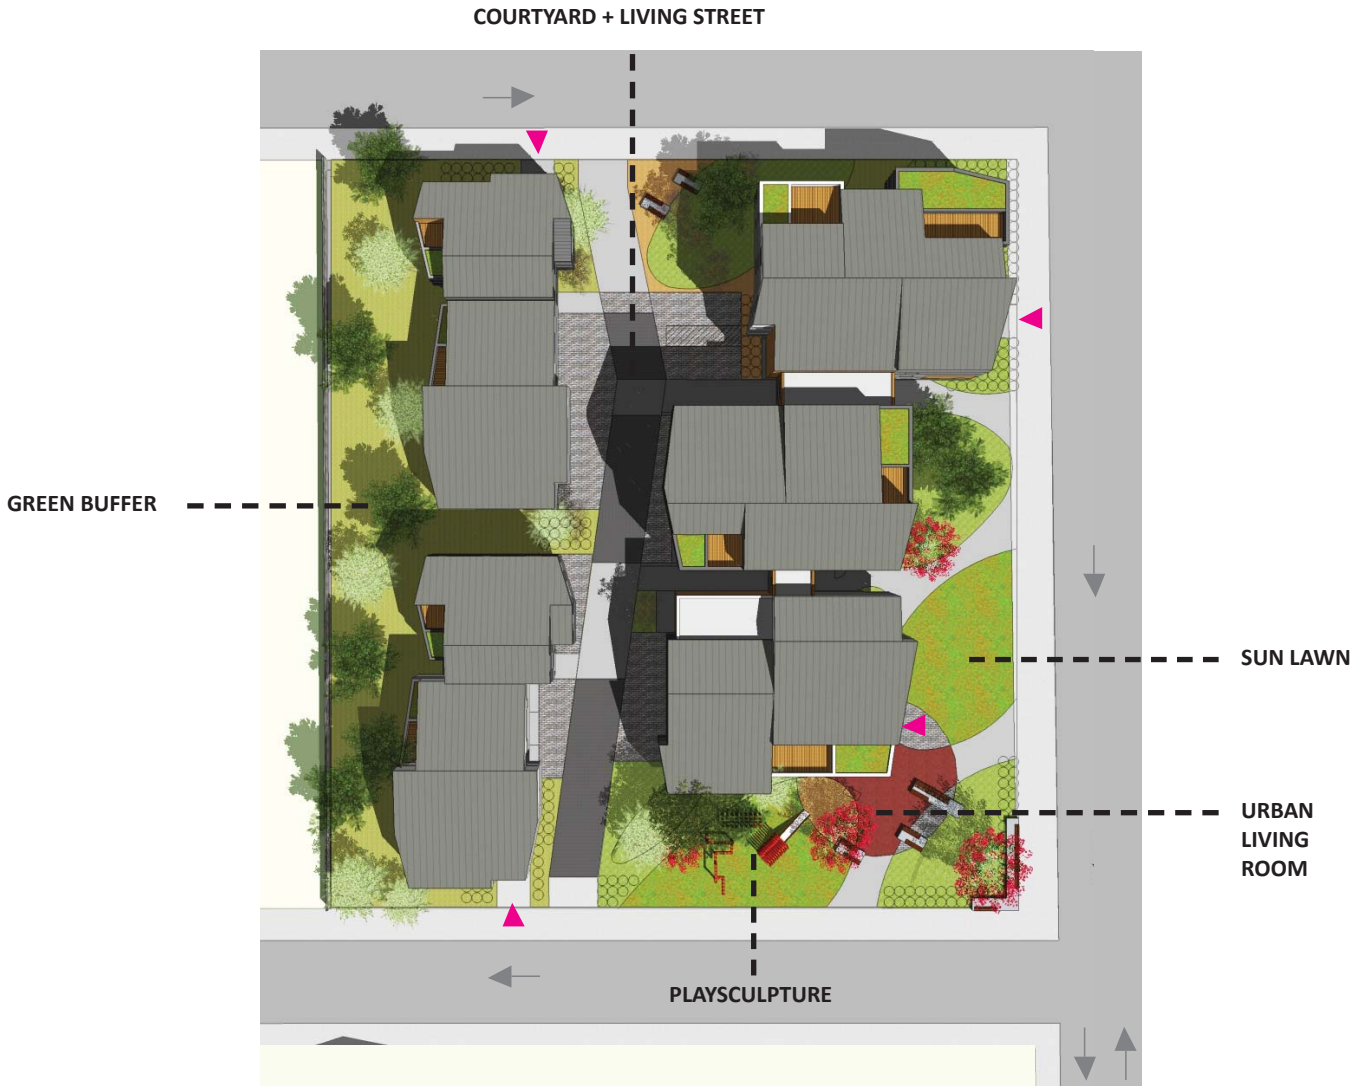 COURTYARD + LIVING STREET
GREEN BUFFER
SUN LAWN
URBAN
LIVING
ROOM
PLAYSCULPTURE